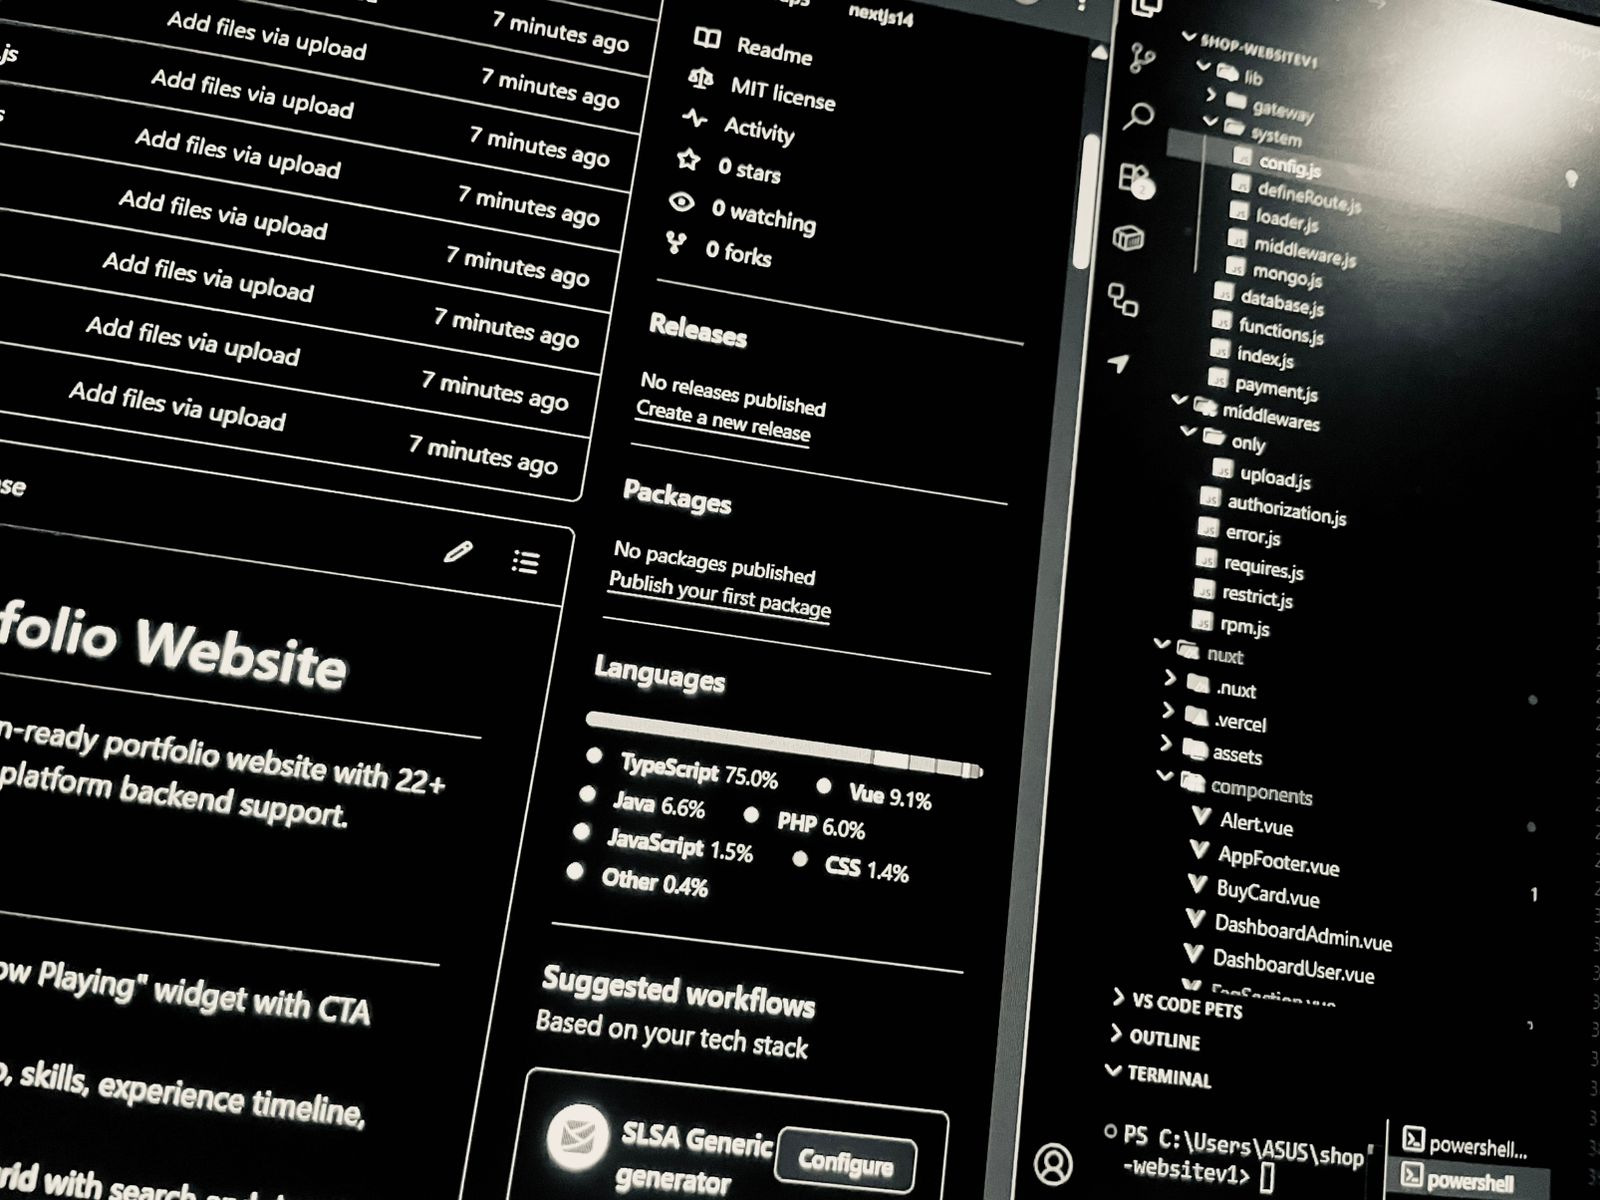 Add files via upload 7 minutes ago
.js Add files via upload 7 minutes ago
Add files via upload 7 minutes ago
Add files via upload 7 minutes ago
Add files via upload 7 minutes ago
Add files via upload 7 minutes ago
Add files via upload 7 minutes ago
7 minutes ago
se
folio Website
n-ready portfolio website with 22+
platform backend support.
ow Playing" widget with CTA
o, skills, experience timeline,
rid with search and
nextjs14
Readme
MIT license
Activity
0 stars
0 watching
0 forks
Releases
No releases published
Create a new release
Packages
No packages published
Publish your first package
Languages
TypeScript 75.0% Vue 9.1%
Java 6.6% PHP 6.0%
JavaScript 1.5% CSS 1.4%
Other 0.4%
Suggested workflows
Based on your tech stack
SLSA Generic
generator
Configure
2
SHOP-WEBSITEV1
lib
gateway
system
config.js
defineRoute.js
loader.js
middleware.js
mongo.js
database.js
functions.js
index.js
payment.js
middlewares
only
upload.js
authorization.js
error.js
requires.js
restrict.js
rpm.js
nuxt
.nuxt
.vercel
assets
components
Alert.vue
AppFooter.vue
BuyCard.vue 1
DashboardAdmin.vue
DashboardUser.vue
VS CODE PETS
OUTLINE
TERMINAL
PS C:\Users\ASUS\shop
-websitev1>
powershell...
powershell